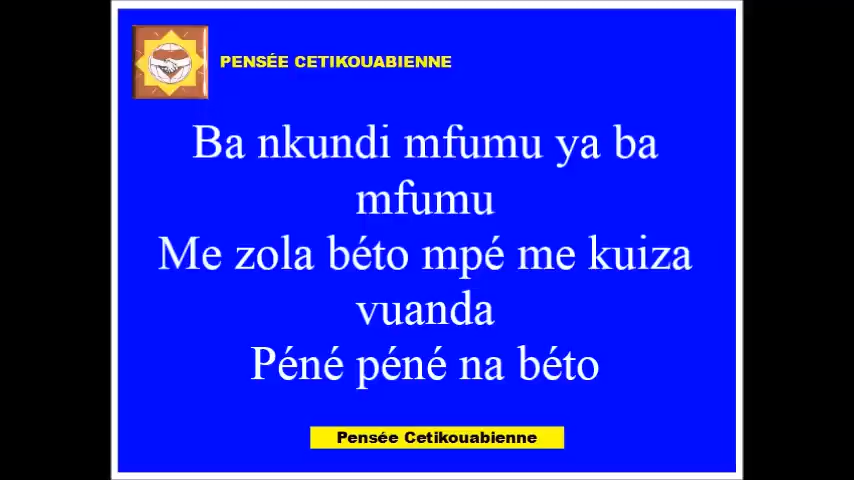 PENSÉE CETIKOUABIENNE
Ba nkundi mfumu ya ba
mfumu
Me zola béto mpé me kuiza
vuanda
Péné péné na béto
Pensée Cetikouabienne